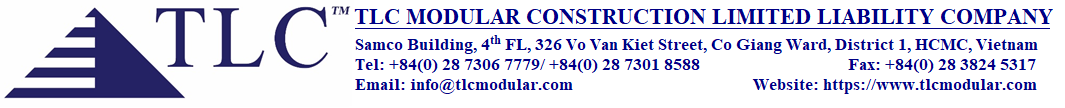 TLC™
TLC MODULAR CONSTRUCTION LIMITED LIABILITY COMPANY
Samco Building, 4th FL, 326 Vo Van Kiet Street, Co Giang Ward, District 1, HCMC, Vietnam
Tel: +84(0) 28 7306 7779/ +84(0) 28 7301 8588 Fax: +84(0) 28 3824 5317
Email: info@tlcmodular.com Website: https://www.tlcmodular.com